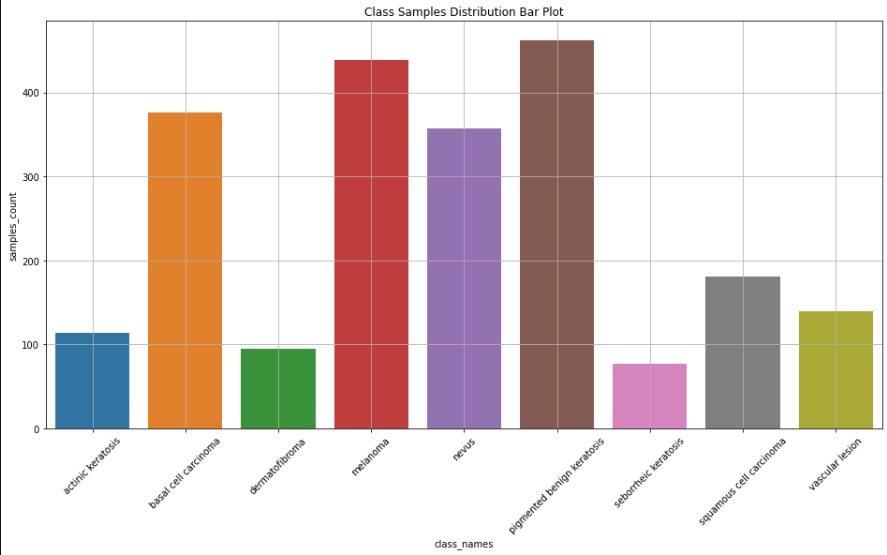 Class Samples Distribution Bar Plot
samples_count
400
300
200
100
0
actinic keratosis
basal cell carcinoma
dermatofibroma
melanoma
nevus
pigmented benign keratosis
seborrheic keratosis
squamous cell carcinoma
vascular lesion
class_names